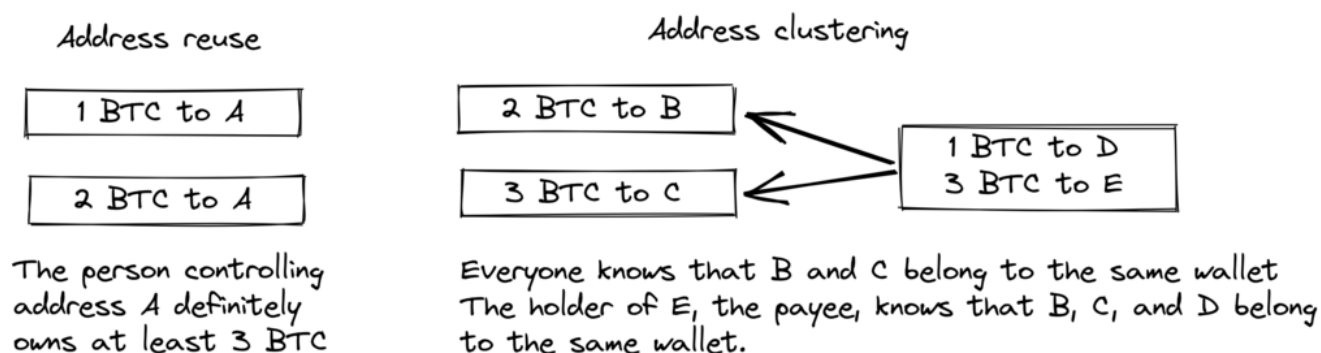 Address reuse
1 BTC to A
2 BTC to A
The person controlling
address A definitely
owns at least 3 BTC
Address clustering
2 BTC to B
3 BTC to C
1 BTC to D
3 BTC to E
Everyone knows that B and C belong to the same wallet
The holder of E, the payee, knows that B, C, and D belong
to the same wallet.